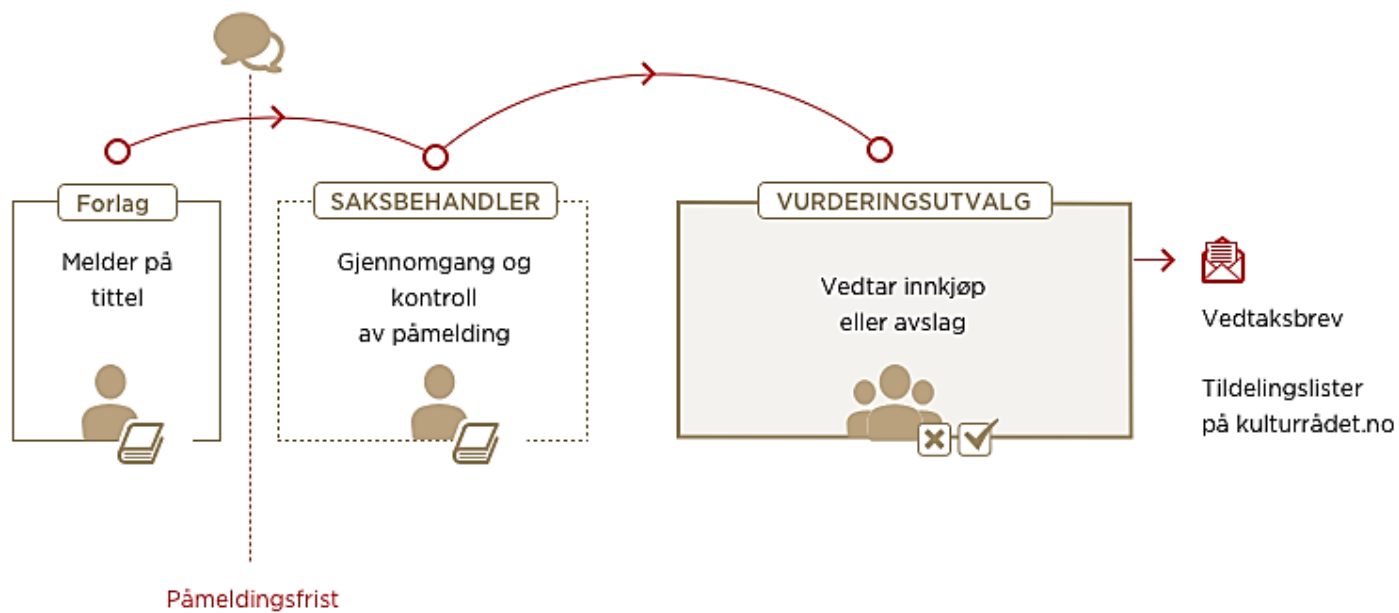 Forlag
Melder på
tittel
SAKSBEHANDLER
Gjennomgang og
kontroll
av påmelding
VURDERINGSUTVALG
Vedtar innkjøp
eller avslag
Vedtaksbrev
Tildelingslister
på kulturrådet.no
Påmeldingsfrist